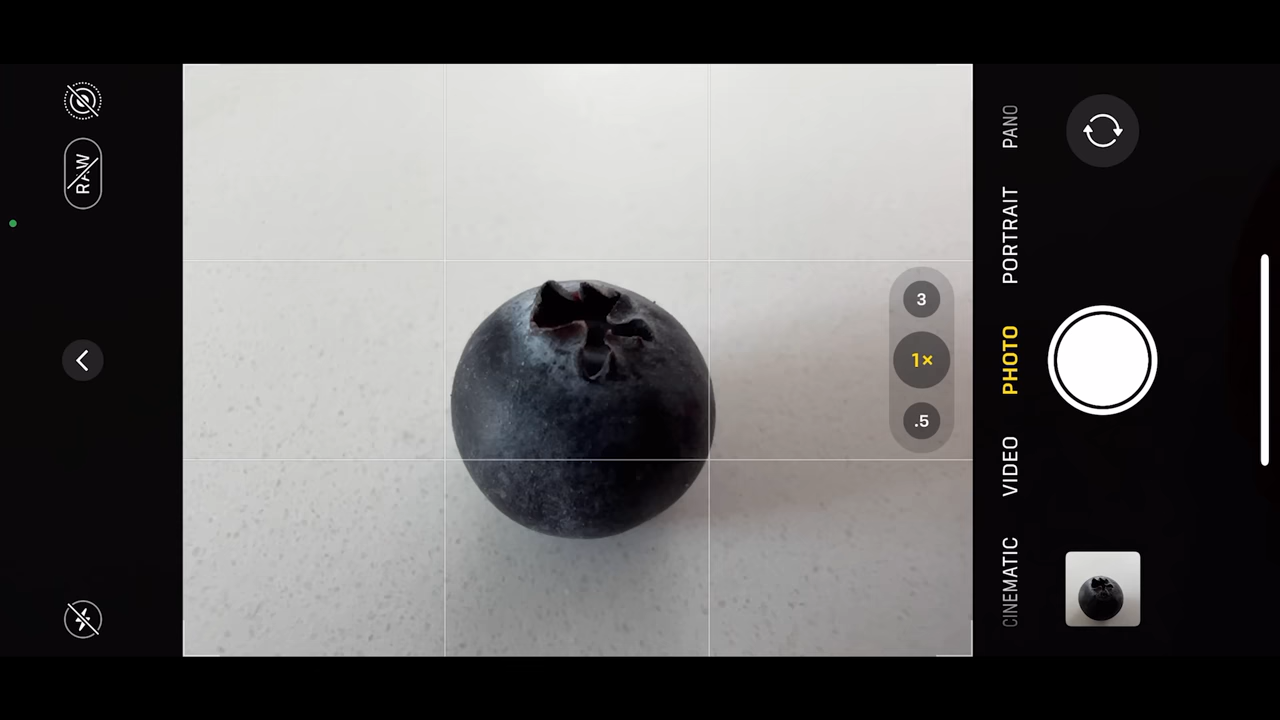 RAW
3
1×
.5
PANO
PORTRAIT
PHOTO
VIDEO
CINEMATIC